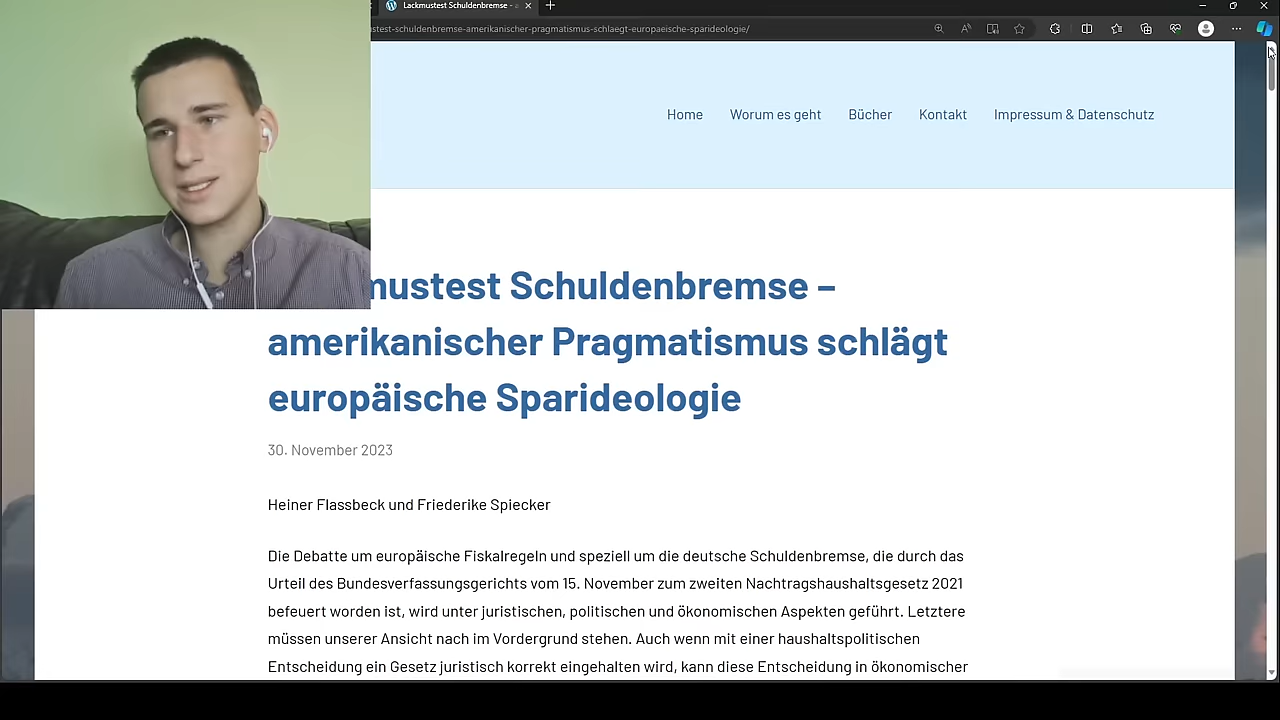 Lackmustest Schuldenbremse -
stest-schuldenbremse-amerikanischer-pragmatismus-schlaegt-europaeische-sparideologie/
Home Worum es geht Bücher Kontakt Impressum & Datenschutz
mustest Schuldenbremse –
amerikanischer Pragmatismus schlägt
europäische Sparideologie
30. November 2023
Heiner Flassbeck und Friederike Spiecker
Die Debatte um europäische Fiskalregeln und speziell um die deutsche Schuldenbremse, die durch das
Urteil des Bundesverfassungsgerichts vom 15. November zum zweiten Nachtragshaushaltsgesetz 2021
befeuert worden ist, wird unter juristischen, politischen und ökonomischen Aspekten geführt. Letztere
müssen unserer Ansicht nach im Vordergrund stehen. Auch wenn mit einer haushaltspolitischen
Entscheidung ein Gesetz juristisch korrekt eingehalten wird, kann diese Entscheidung in ökonomischer